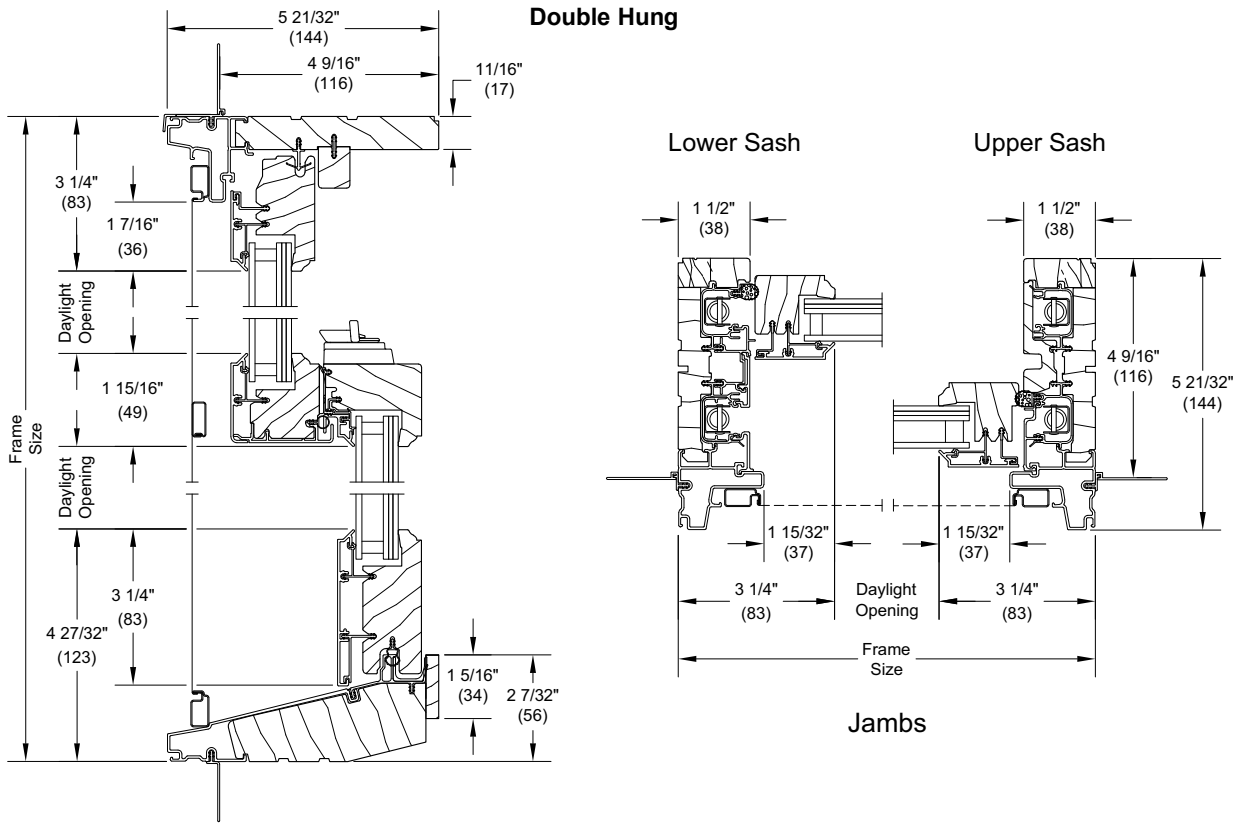 Double Hung
5 21/32"
(144)
4 9/16"
(116)
11/16"
(17)
3 1/4"
(83)
1 7/16"
(36)
Daylight
Opening
1 15/16"
(49)
Frame
Size
Daylight
Opening
3 1/4"
(83)
4 27/32"
(123)
1 5/16"
(34)
2 7/32"
(56)
Lower Sash
Upper Sash
1 1/2"
(38)
1 1/2"
(38)
4 9/16"
(116)
5 21/32"
(144)
1 15/32"
(37)
1 15/32"
(37)
3 1/4"
(83)
Daylight
Opening
3 1/4"
(83)
Frame
Size
Jambs